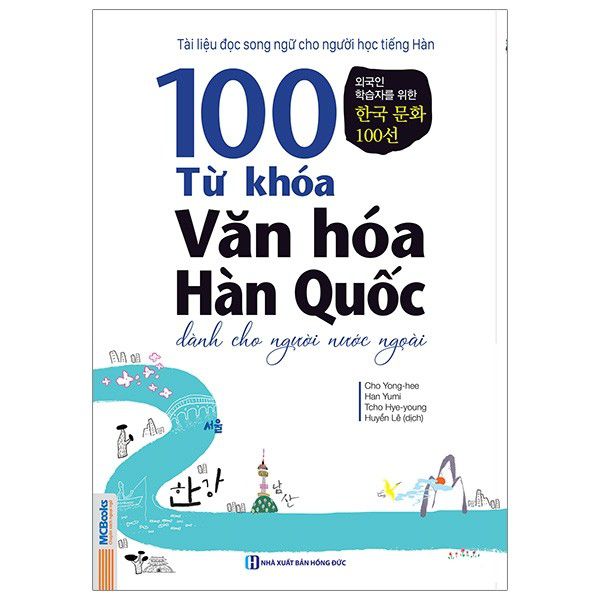 Tài liệu đọc song ngữ cho người học tiếng Hàn
100
외국인
학습자를 위한
한국 문화
100선
Từ khóa
Văn hóa
Hàn Quốc
dành cho người nước ngoài
Cho Yong-hee
Han Yumi
Tcho Hye-young
Huyền Lê (dịch)
서울
한강
남산
MCBooks
NHÀ XUẤT BẢN HỒNG ĐỨC